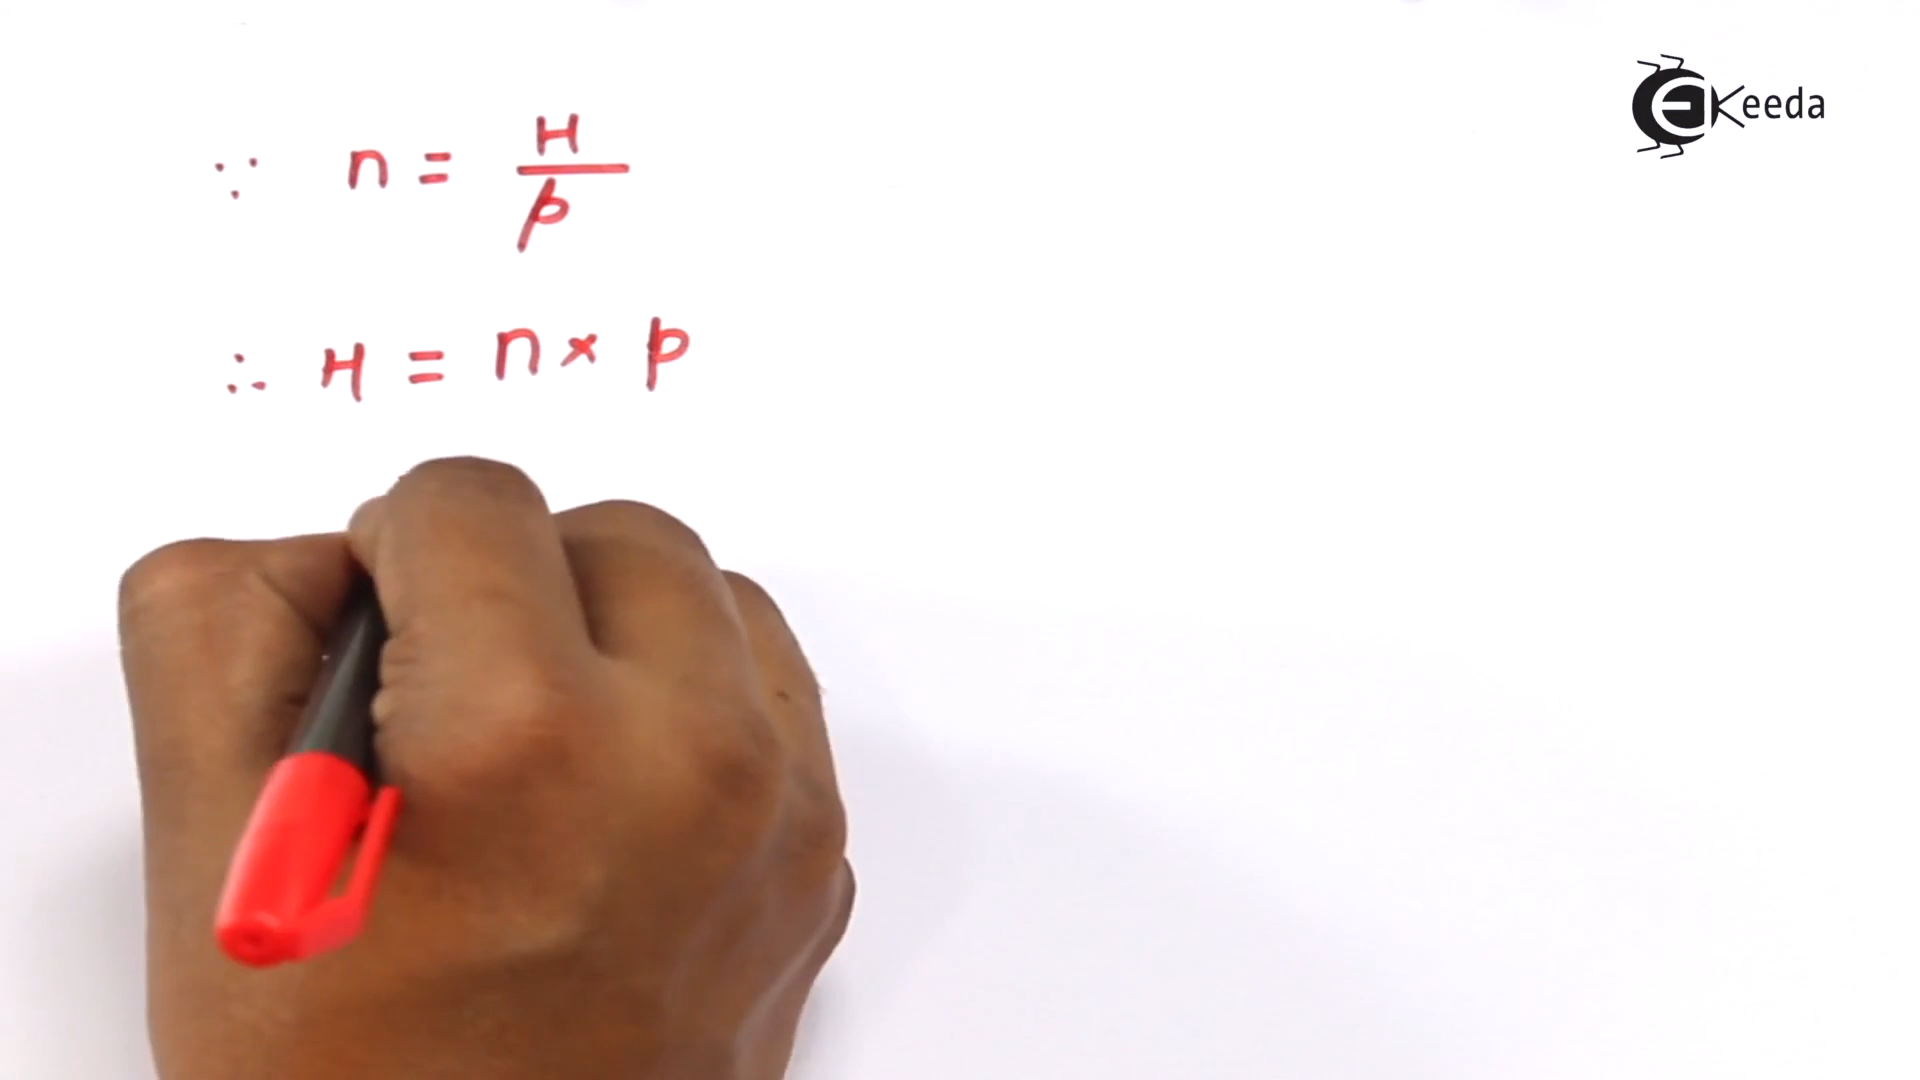 ∵ n = H/p
∴ H = n × p
EKeeda